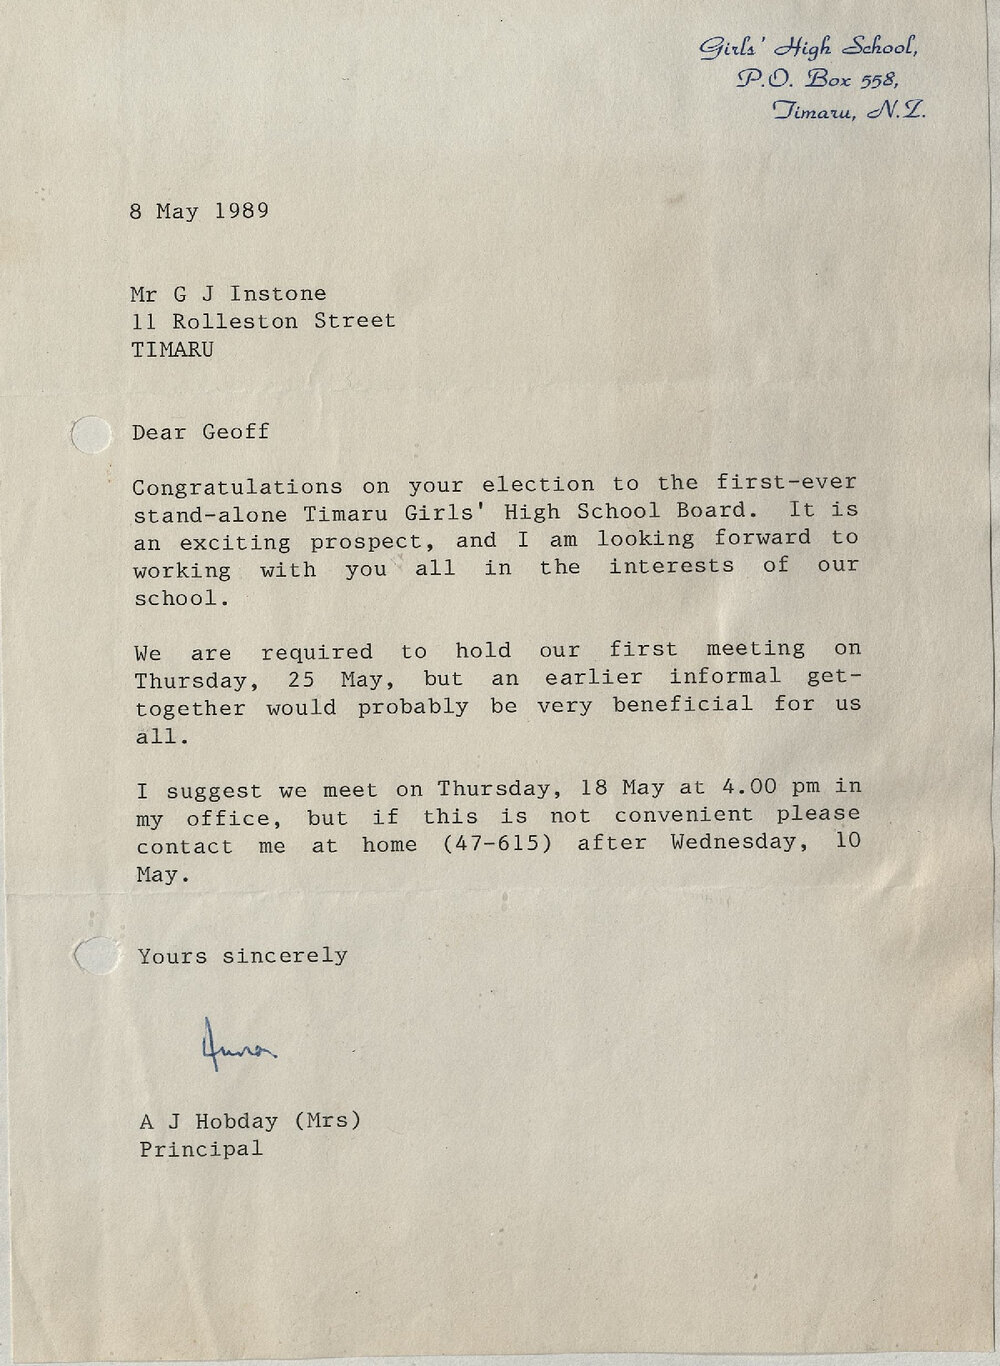 Girls' High School,
P.O. Box 558,
Timaru, N.Z.
8 May 1989
Mr G J Instone
11 Rolleston Street
TIMARU
Dear Geoff
Congratulations on your election to the first-ever
stand-alone Timaru Girls' High School Board. It is
an exciting prospect, and I am looking forward to
working with you all in the interests of our
school.
We are required to hold our first meeting on
Thursday, 25 May, but an earlier informal get-
together would probably be very beneficial for us
all.
I suggest we meet on Thursday, 18 May at 4.00 pm in
my office, but if this is not convenient please
contact me at home (47-615) after Wednesday, 10
May.
Yours sincerely
A J Hobday (Mrs)
Principal